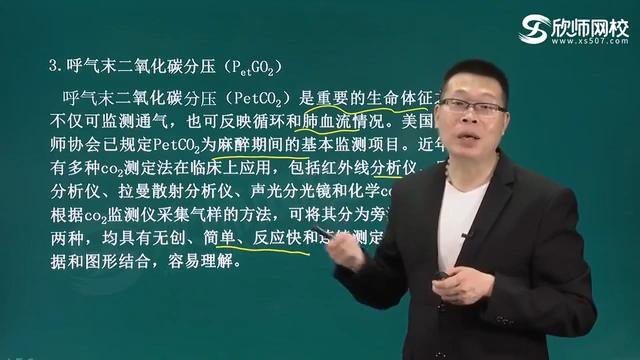 欣师网校
www.xs507.com
3.呼气末二氧化碳分压（PetGO2）
呼气末二氧化碳分压（PetCO2）是重要的生命体征
不仅可监测通气，也可反映循环和肺血流情况。美国
师协会已规定PetCO2为麻醉期间的基本监测项目。近年
有多种co2测定法在临床上应用，包括红外线分析仪、
分析仪、拉曼散射分析仪、声光分光镜和化学co
根据co2监测仪采集气样的方法，可将其分为旁
两种，均具有无创、简单、反应快和连续测定
据和图形结合，容易理解。